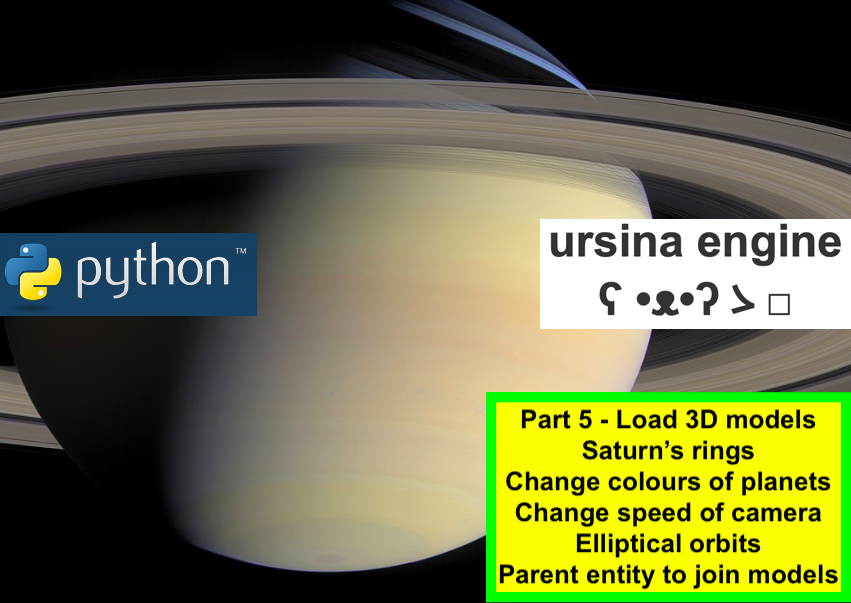 python™
ursina engine
ʕ •ᴥ•ʔゝ□
Part 5 - Load 3D models
Saturn's rings
Change colours of planets
Change speed of camera
Elliptical orbits
Parent entity to join models